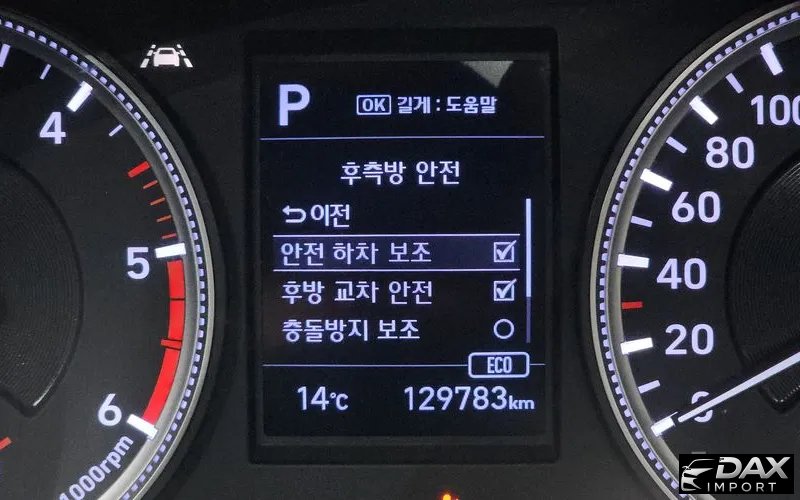 P
OK 길게 : 도움말
후측방 안전
이전
안전 하차 보조
후방 교차 안전
충돌방지 보조
ECO
14°C
129783km
4
5
6
1000rpm
100
80
60
40
20
0
DAX
IMPORT